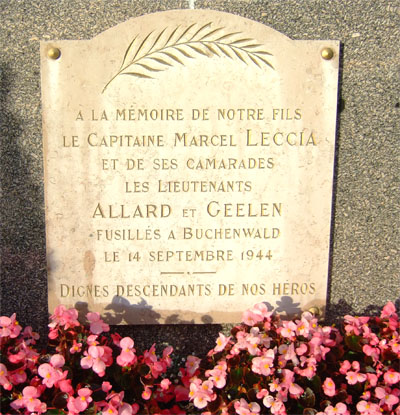 A LA MÉMOIRE DE NOTRE FILS
LE CAPITAINE MARCEL LECCIA
ET DE SES CAMARADES
LES LIEUTENANTS
ALLARD ET GEELEN
FUSILLÉS A BUCHENWALD
LE 14 SEPTEMBRE 1944
DIGNES DESCENDANTS DE NOS HÉROS